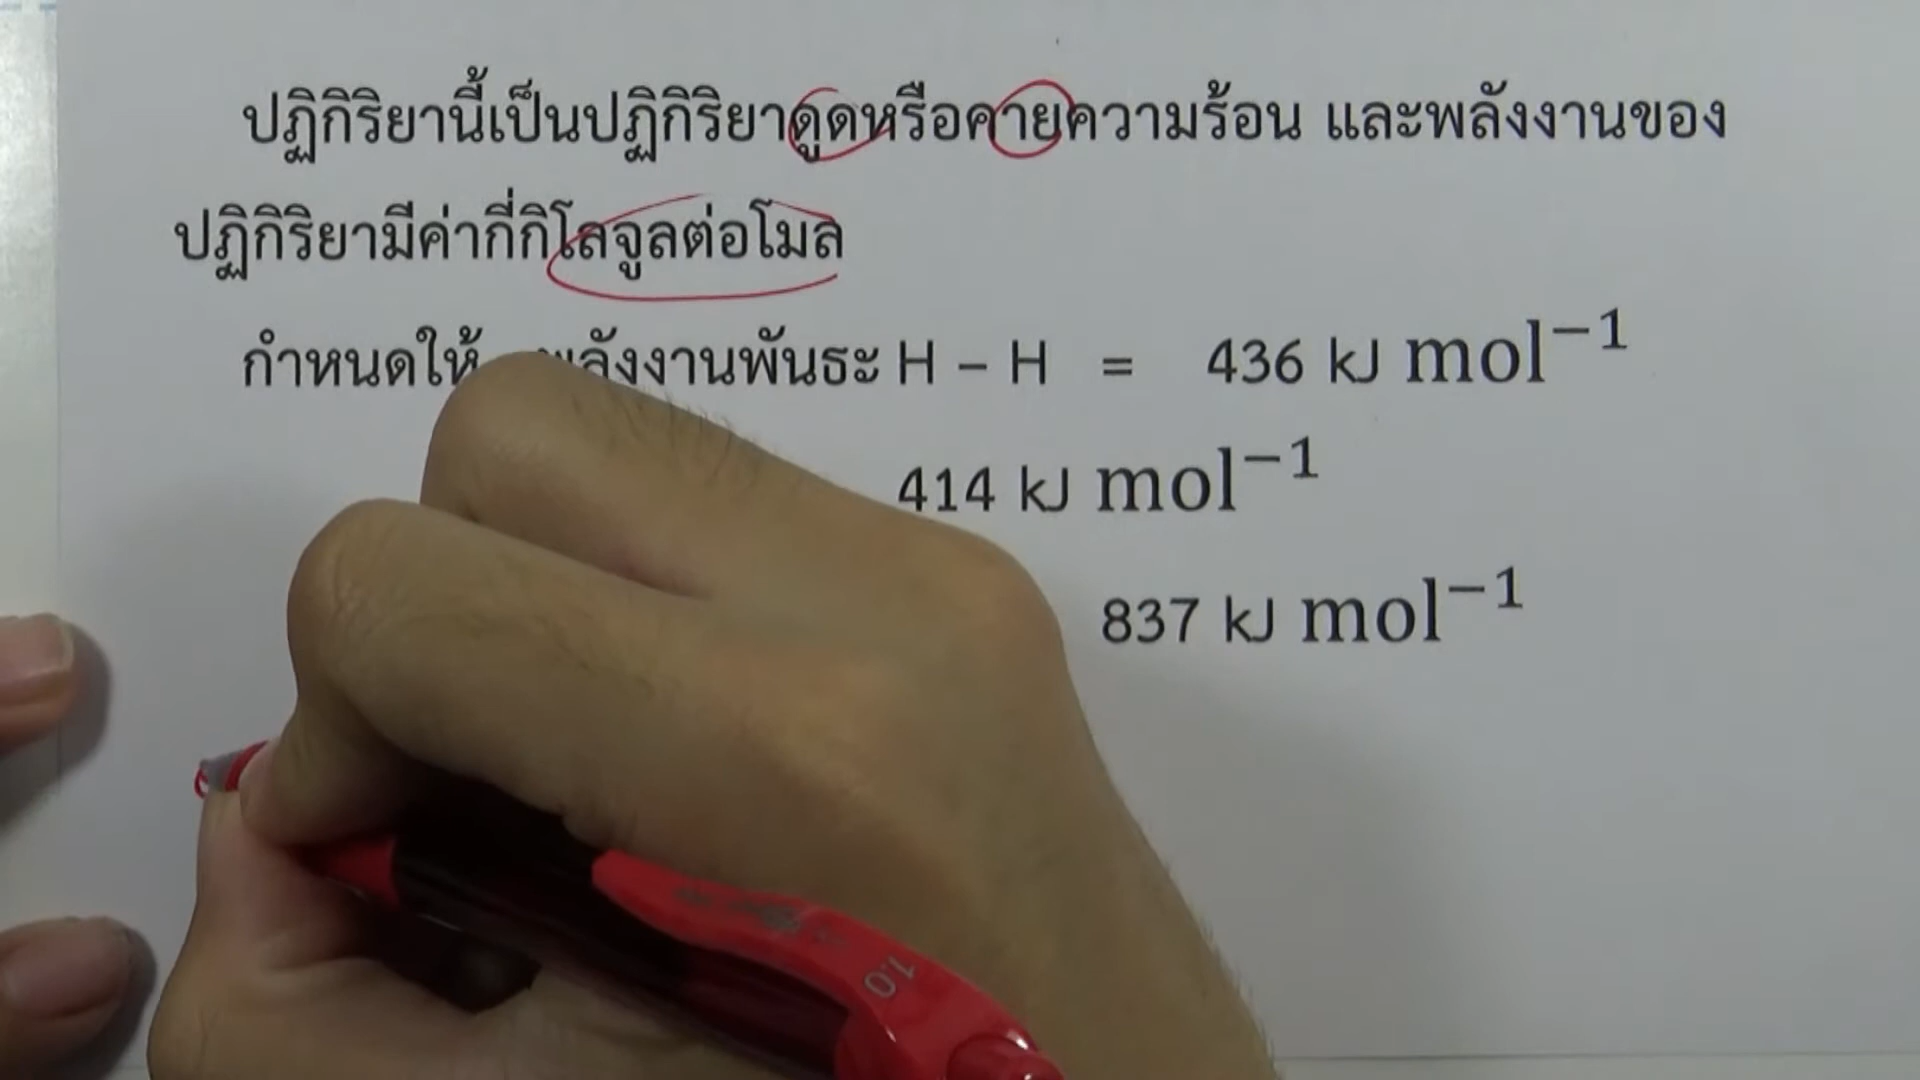 ปฏิกิริยานี้เป็นปฏิกิริยาดูดหรือคายความร้อน และพลังงานของ
ปฏิกิริยามีค่ากี่กิโลจูลต่อโมล
กำหนดให้ พลังงานพันธะ H – H = 436 kJ mol⁻¹
414 kJ mol⁻¹
837 kJ mol⁻¹
1.0